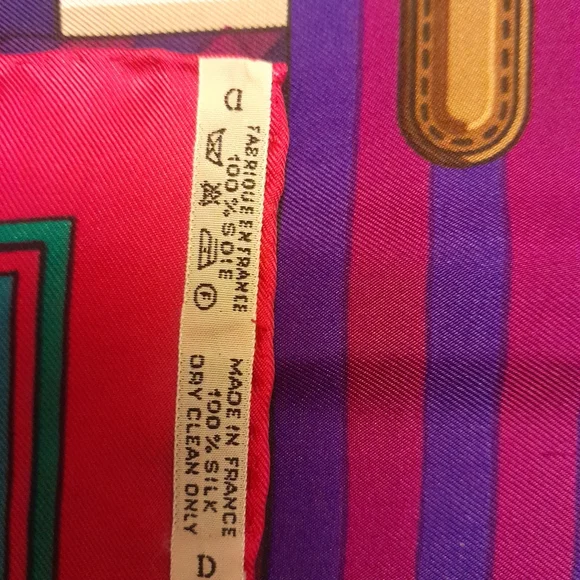 D
FABRIQUE EN FRANCE
100 % SOIE
F
MADE IN FRANCE
100 % SILK
DRY CLEAN ONLY
D